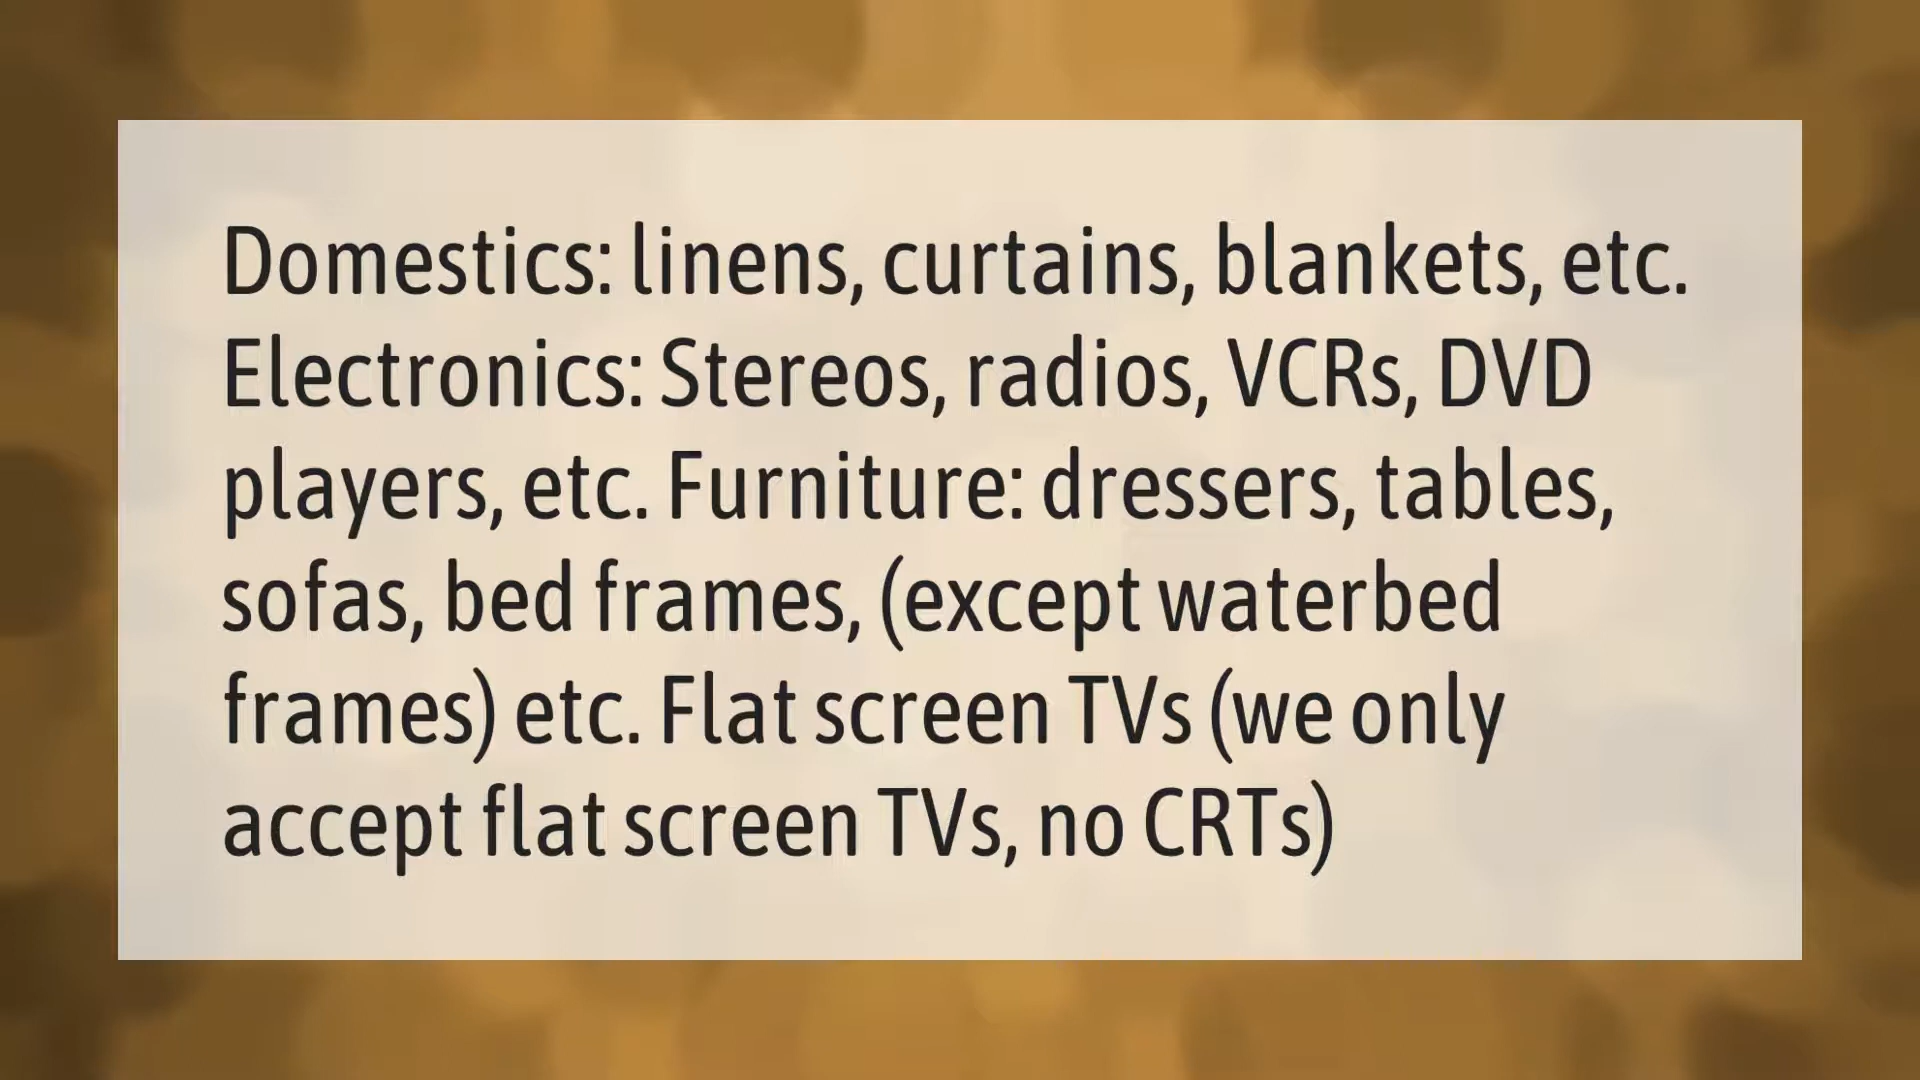 Domestics: linens, curtains, blankets, etc.
Electronics: Stereos, radios, VCRs, DVD
players, etc. Furniture: dressers, tables,
sofas, bed frames, (except waterbed
frames) etc. Flat screen TVs (we only
accept flat screen TVs, no CRTs)